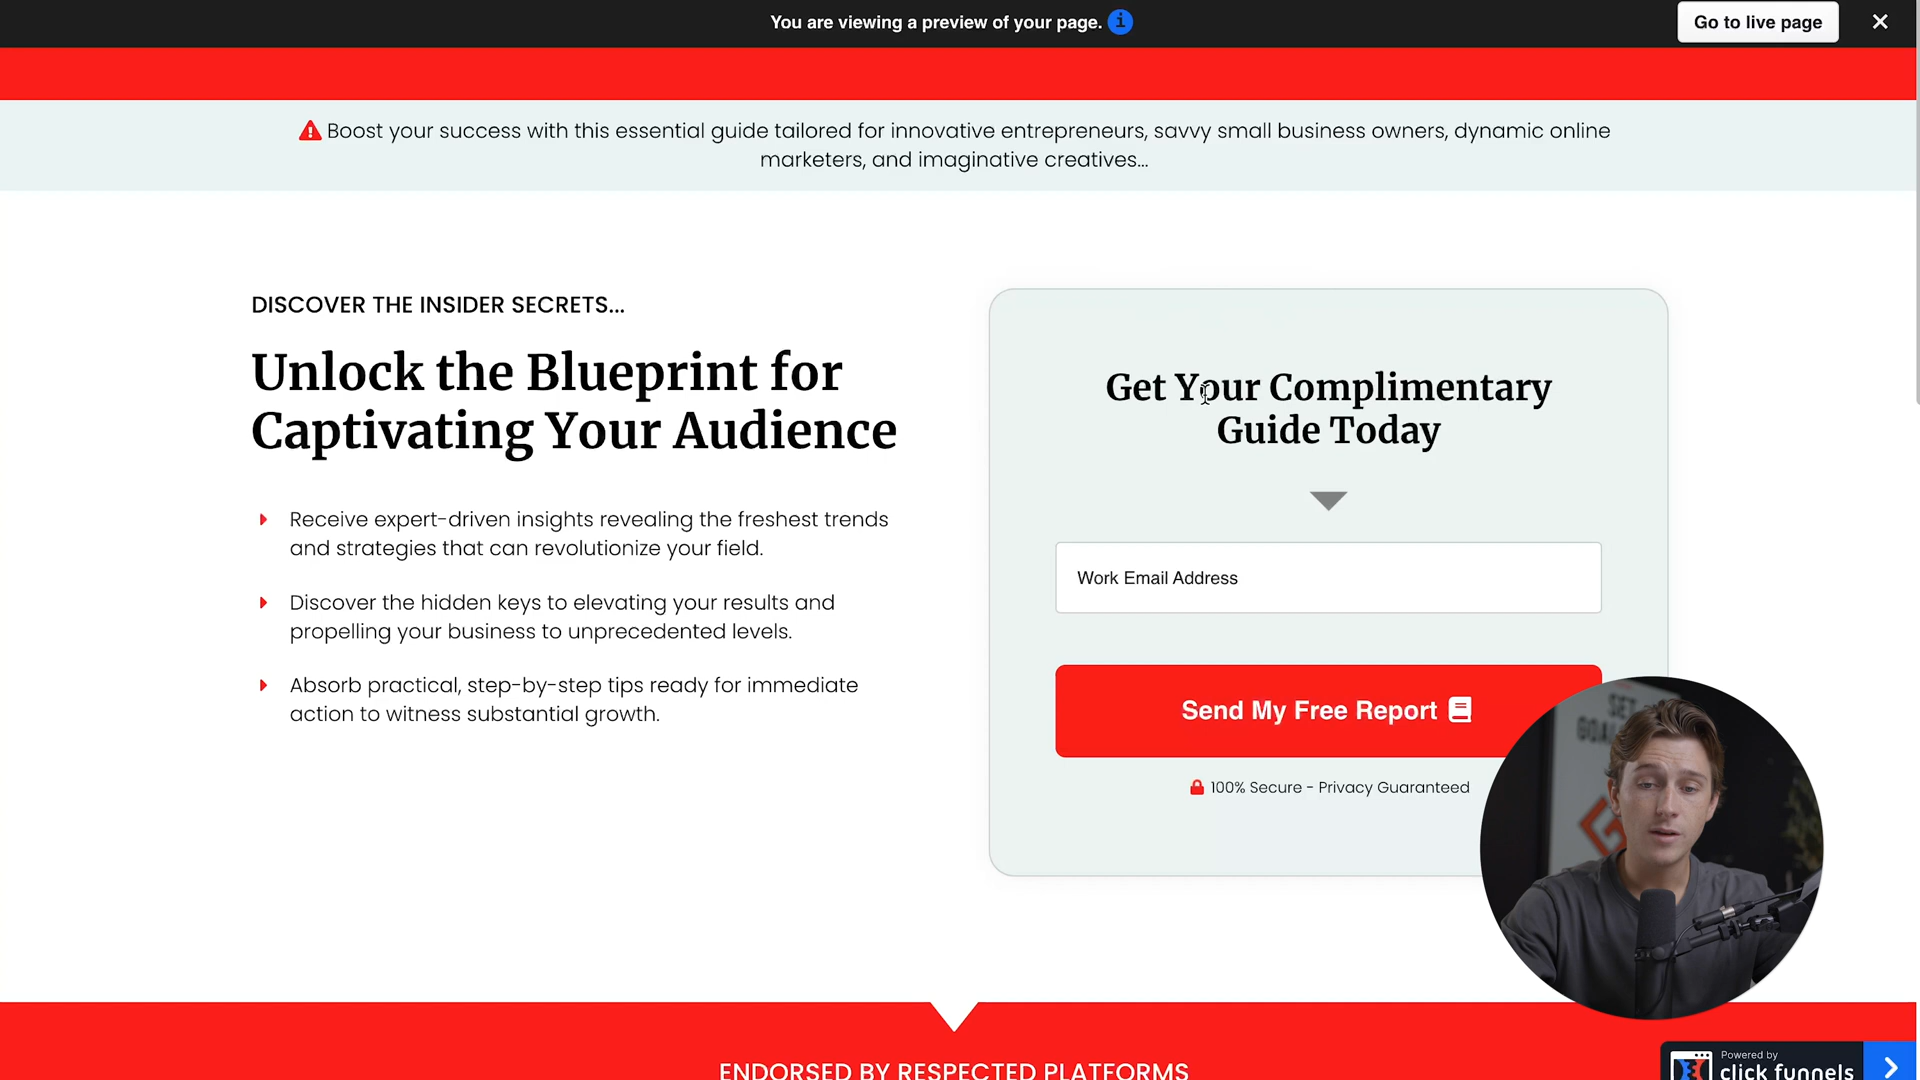 You are viewing a preview of your page.
Go to live page
Boost your success with this essential guide tailored for innovative entrepreneurs, savvy small business owners, dynamic online
marketers, and imaginative creatives...
DISCOVER THE INSIDER SECRETS...
Unlock the Blueprint for
Captivating Your Audience
Receive expert-driven insights revealing the freshest trends
and strategies that can revolutionize your field.
Discover the hidden keys to elevating your results and
propelling your business to unprecedented levels.
Absorb practical, step-by-step tips ready for immediate
action to witness substantial growth.
Get Your Complimentary
Guide Today
Work Email Address
Send My Free Report
100% Secure - Privacy Guaranteed
SET
ENDORSED BY RESPECTED PLATFORMS
Powered by
click funnels